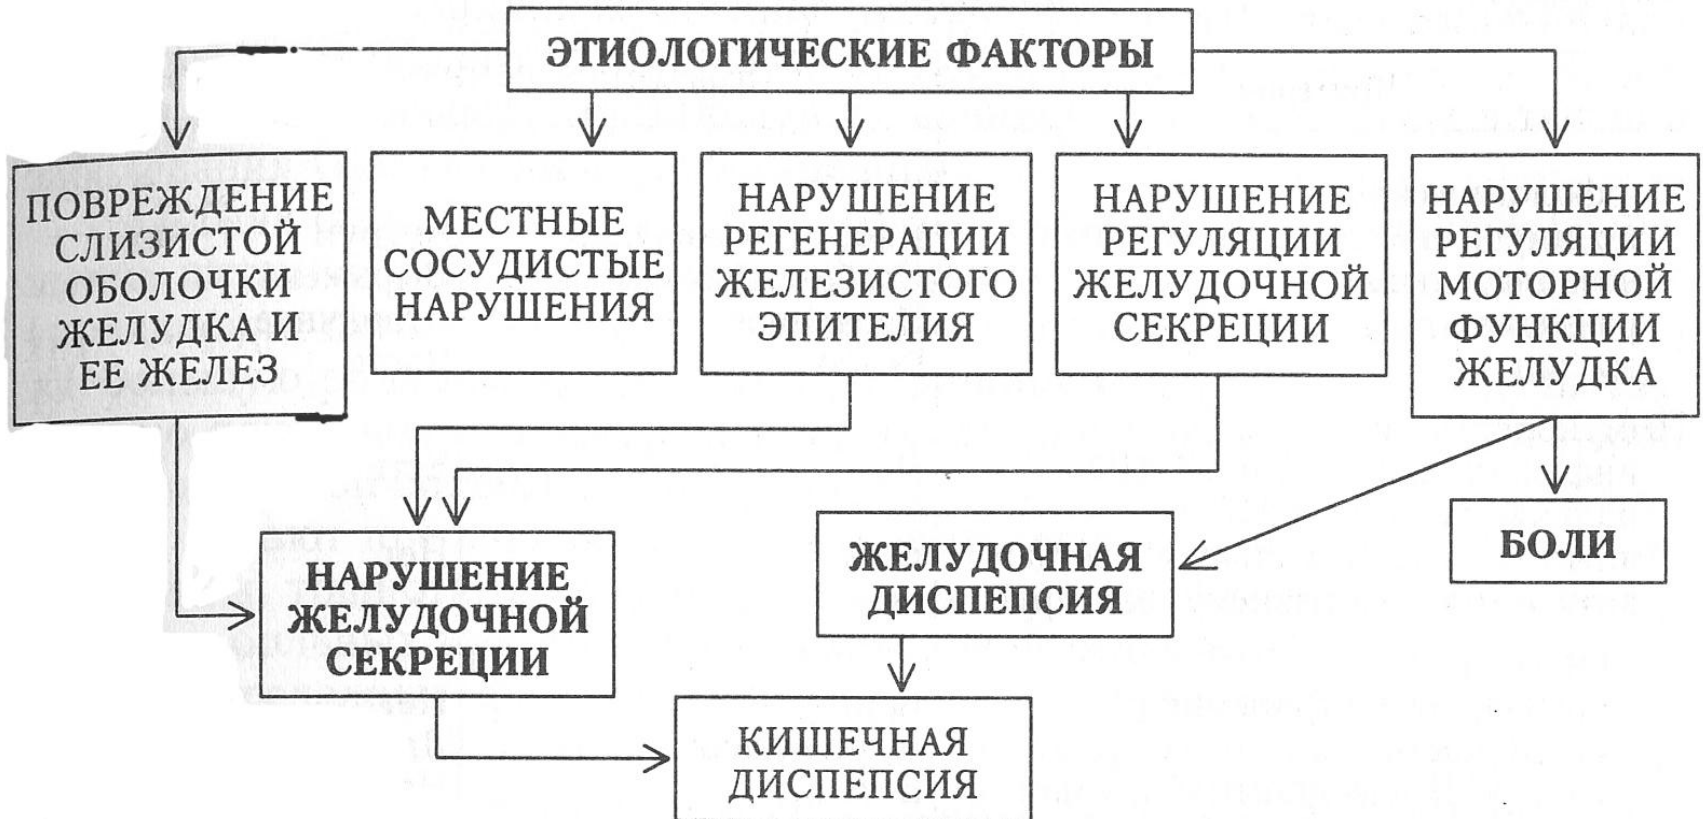 ЭТИОЛОГИЧЕСКИЕ ФАКТОРЫ
ПОВРЕЖДЕНИЕ
СЛИЗИСТОЙ
ОБОЛОЧКИ
ЖЕЛУДКА И
ЕЕ ЖЕЛЕЗ
МЕСТНЫЕ
СОСУДИСТЫЕ
НАРУШЕНИЯ
НАРУШЕНИЕ
РЕГЕНЕРАЦИИ
ЖЕЛЕЗИСТОГО
ЭПИТЕЛИЯ
НАРУШЕНИЕ
РЕГУЛЯЦИИ
ЖЕЛУДОЧНОЙ
СЕКРЕЦИИ
НАРУШЕНИЕ
РЕГУЛЯЦИИ
МОТОРНОЙ
ФУНКЦИИ
ЖЕЛУДКА
НАРУШЕНИЕ
ЖЕЛУДОЧНОЙ
СЕКРЕЦИИ
ЖЕЛУДОЧНАЯ
ДИСПЕПСИЯ
БОЛИ
КИШЕЧНАЯ
ДИСПЕПСИЯ